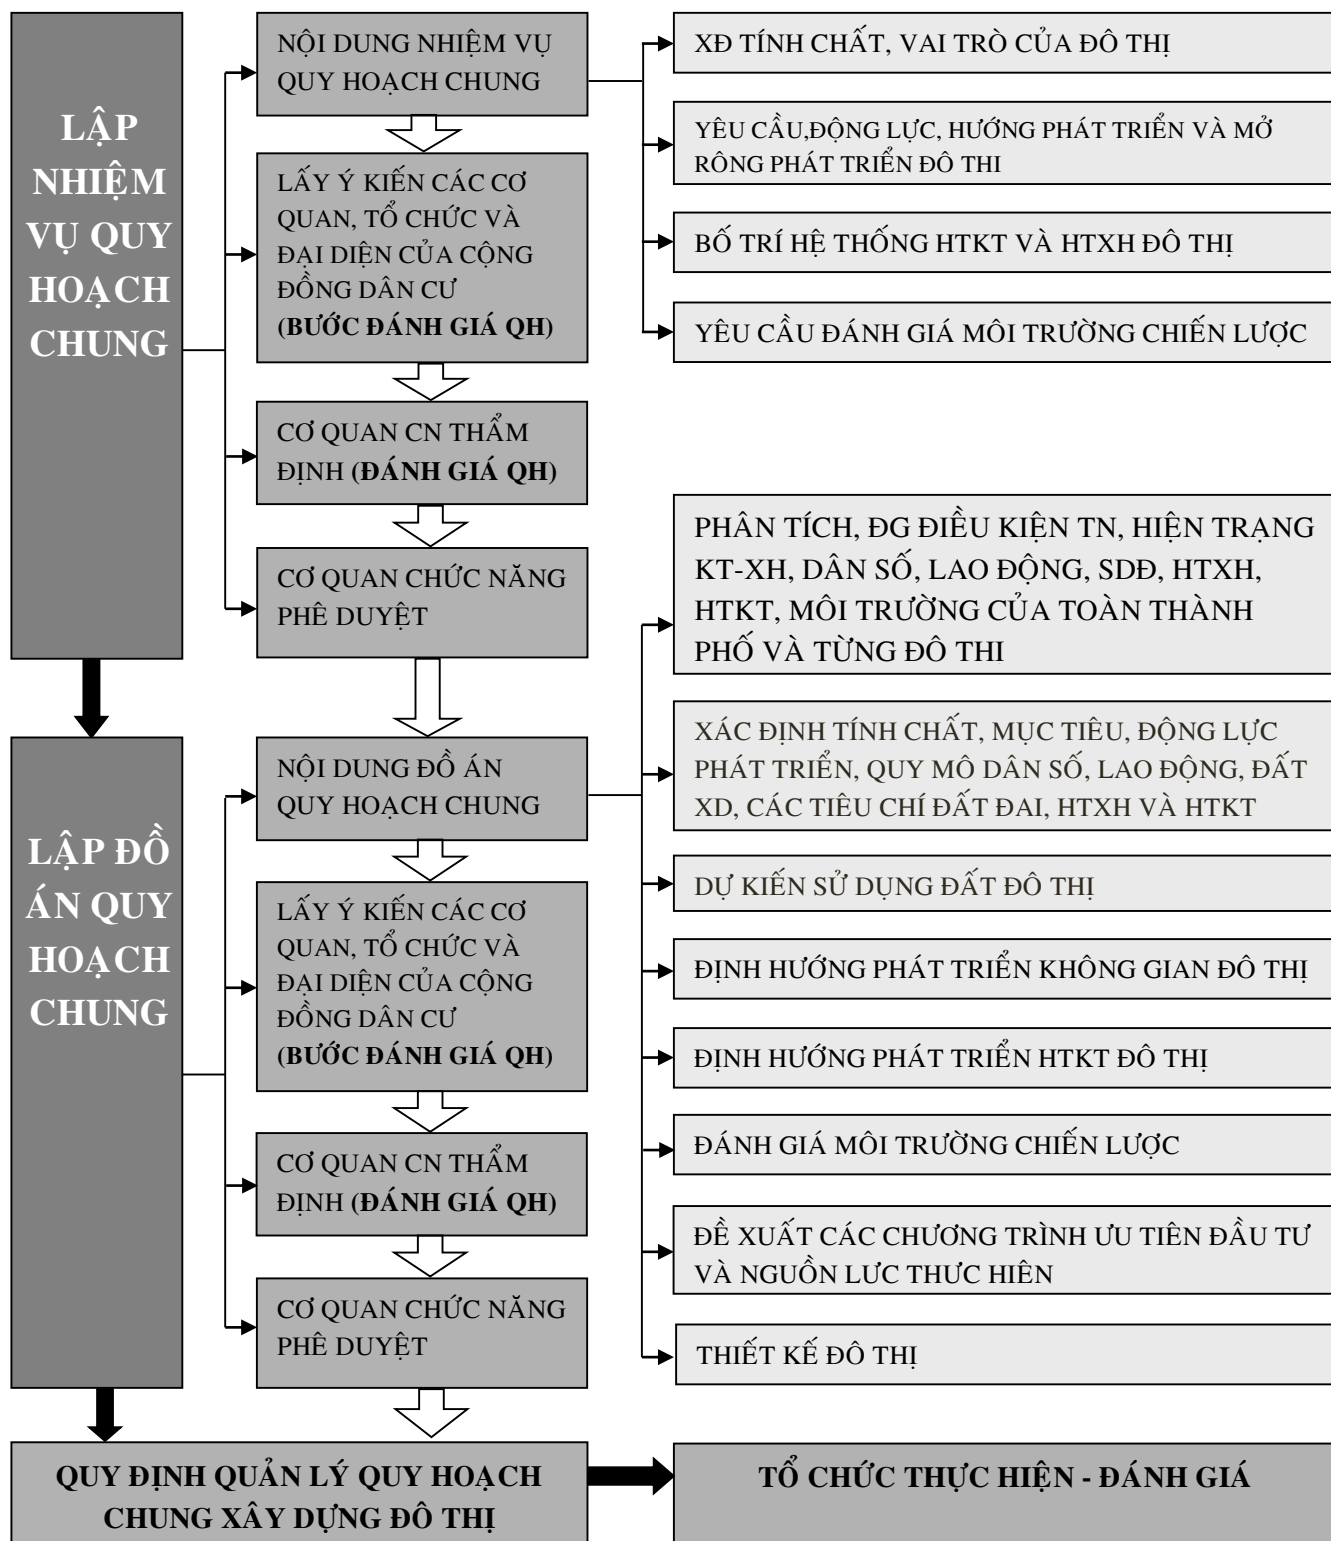 LẬP
NHIỆM
VỤ QUY
HOẠCH
CHUNG
NỘI DUNG NHIỆM VỤ
QUY HOẠCH CHUNG
LẤY Ý KIẾN CÁC CƠ
QUAN, TỔ CHỨC VÀ
ĐẠI DIỆN CỦA CỘNG
ĐỒNG DÂN CƯ
(BƯỚC ĐÁNH GIÁ QH)
CƠ QUAN CN THẨM
ĐỊNH (ĐÁNH GIÁ QH)
CƠ QUAN CHỨC NĂNG
PHÊ DUYỆT
XĐ TÍNH CHẤT, VAI TRÒ CỦA ĐÔ THỊ
YÊU CẦU,ĐỘNG LỰC, HƯỚNG PHÁT TRIỂN VÀ MỞ
RÔNG PHÁT TRIỂN ĐÔ THI
BỐ TRÍ HỆ THỐNG HTKT VÀ HTXH ĐÔ THỊ
YÊU CẦU ĐÁNH GIÁ MÔI TRƯỜNG CHIẾN LƯỢC
LẬP ĐỒ
ÁN QUY
HOẠCH
CHUNG
NỘI DUNG ĐỒ ÁN
QUY HOẠCH CHUNG
LẤY Ý KIẾN CÁC CƠ
QUAN, TỔ CHỨC VÀ
ĐẠI DIỆN CỦA CỘNG
ĐỒNG DÂN CƯ
(BƯỚC ĐÁNH GIÁ QH)
CƠ QUAN CN THẨM
ĐỊNH (ĐÁNH GIÁ QH)
CƠ QUAN CHỨC NĂNG
PHÊ DUYỆT
PHÂN TÍCH, ĐG ĐIỀU KIỆN TN, HIỆN TRẠNG
KT-XH, DÂN SỐ, LAO ĐỘNG, SDĐ, HTXH,
HTKT, MÔI TRƯỜNG CỦA TOÀN THÀNH
PHỐ VÀ TỪNG ĐÔ THI
XÁC ĐỊNH TÍNH CHẤT, MỤC TIÊU, ĐỘNG LỰC
PHÁT TRIỂN, QUY MÔ DÂN SỐ, LAO ĐỘNG, ĐẤT
XD, CÁC TIÊU CHÍ ĐẤT ĐAI, HTXH VÀ HTKT
DỰ KIẾN SỬ DỤNG ĐẤT ĐÔ THỊ
ĐỊNH HƯỚNG PHÁT TRIỂN KHÔNG GIAN ĐÔ THỊ
ĐỊNH HƯỚNG PHÁT TRIỂN HTKT ĐÔ THỊ
ĐÁNH GIÁ MÔI TRƯỜNG CHIẾN LƯỢC
ĐỀ XUẤT CÁC CHƯƠNG TRÌNH ƯU TIÊN ĐẦU TƯ
VÀ NGUỒN LƯC THƯC HIÊN
THIẾT KẾ ĐÔ THỊ
QUY ĐỊNH QUẢN LÝ QUY HOẠCH
CHUNG XÂY DỰNG ĐÔ THỊ
TỔ CHỨC THỰC HIỆN - ĐÁNH GIÁ